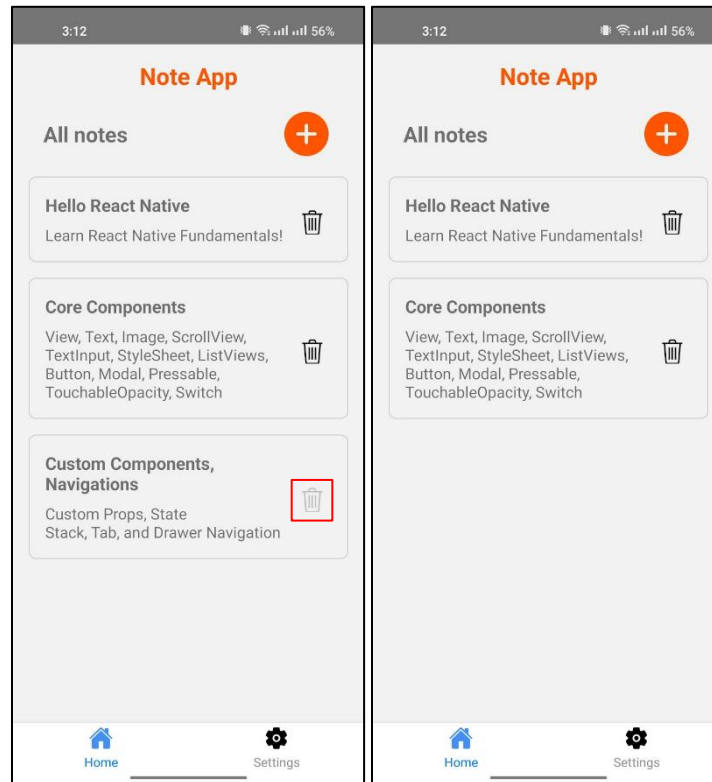 3:12
56%
Note App
All notes
Hello React Native
Learn React Native Fundamentals!
Core Components
View, Text, Image, ScrollView,
TextInput, StyleSheet, ListViews,
Button, Modal, Pressable,
TouchableOpacity, Switch
Custom Components,
Navigations
Custom Props, State
Stack, Tab, and Drawer Navigation
Home
Settings
3:12
56%
Note App
All notes
Hello React Native
Learn React Native Fundamentals!
Core Components
View, Text, Image, ScrollView,
TextInput, StyleSheet, ListViews,
Button, Modal, Pressable,
TouchableOpacity, Switch
Home
Settings